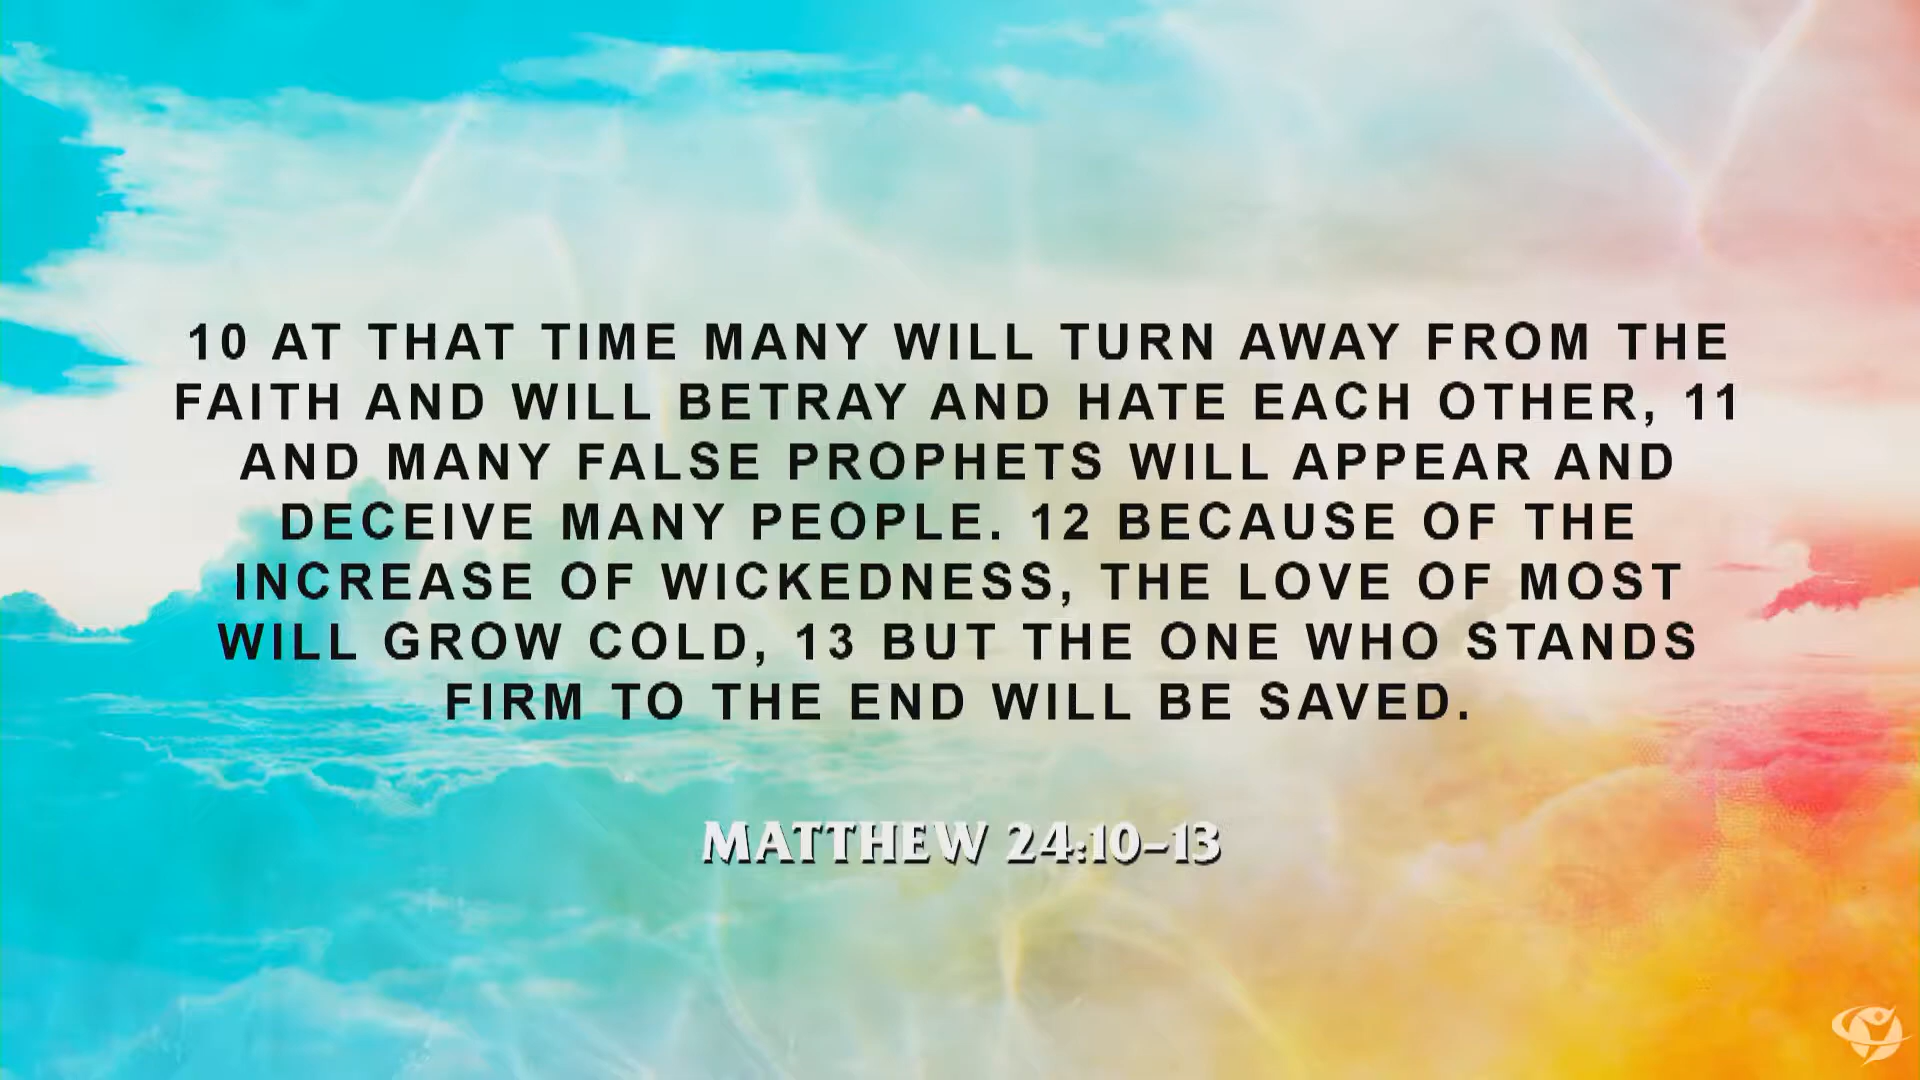 10 AT THAT TIME MANY WILL TURN AWAY FROM THE
FAITH AND WILL BETRAY AND HATE EACH OTHER, 11
AND MANY FALSE PROPHETS WILL APPEAR AND
DECEIVE MANY PEOPLE. 12 BECAUSE OF THE
INCREASE OF WICKEDNESS, THE LOVE OF MOST
WILL GROW COLD, 13 BUT THE ONE WHO STANDS
FIRM TO THE END WILL BE SAVED.
MATTHEW 24:10-13